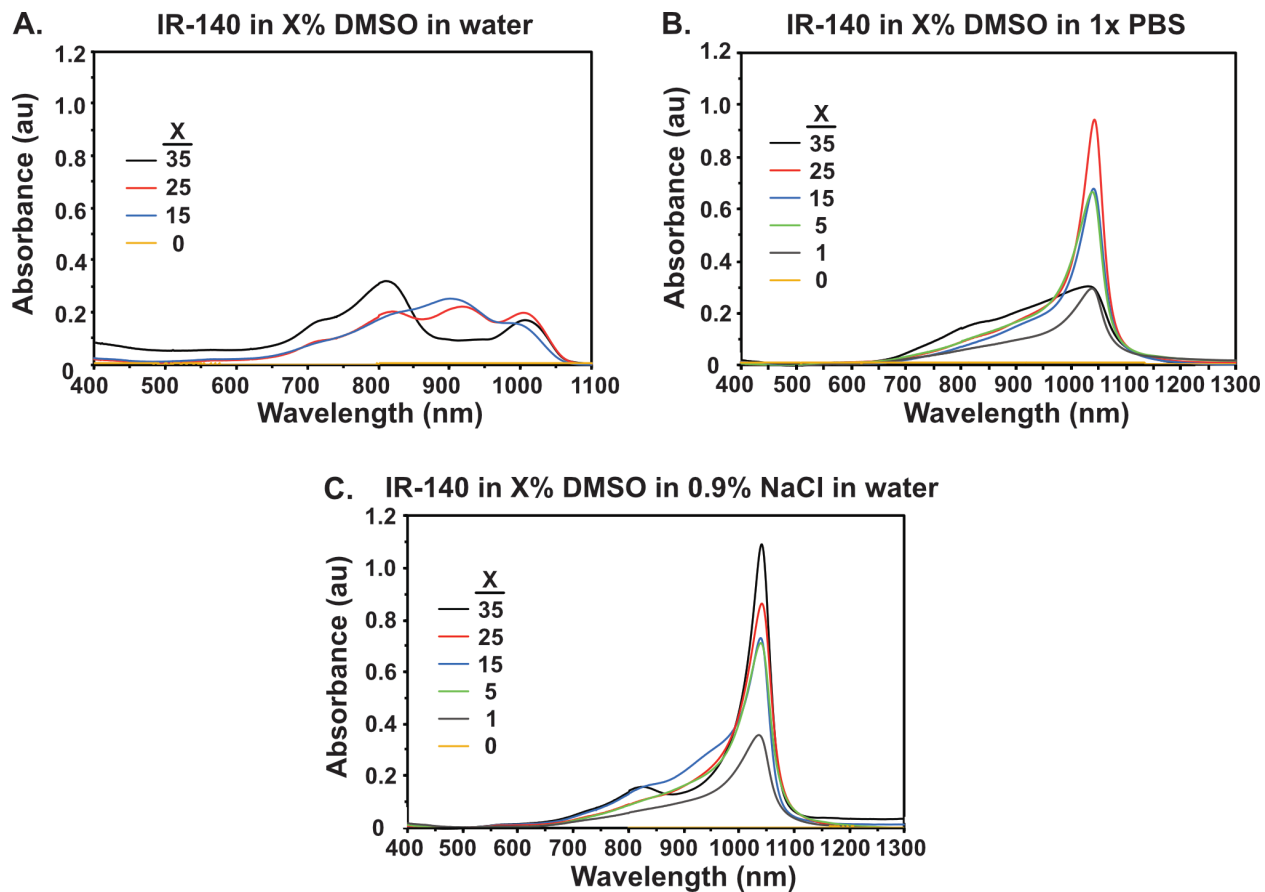 A. IR-140 in X% DMSO in water
1.2
1.0
0.8
0.6
0.4
0.2
0
Absorbance (au)
X
35
25
15
0
400 500 600 700 800 900 1000 1100
Wavelength (nm)
B. IR-140 in X% DMSO in 1x PBS
1.2
1.0
0.8
0.6
0.4
0.2
0
Absorbance (au)
X
35
25
15
5
1
0
400 500 600 700 800 900 1000 1100 1200 1300
Wavelength (nm)
C. IR-140 in X% DMSO in 0.9% NaCl in water
1.2
1.0
0.8
0.6
0.4
0.2
0
Absorbance (au)
X
35
25
15
5
1
0
400 500 600 700 800 900 1000 1100 1200 1300
Wavelength (nm)